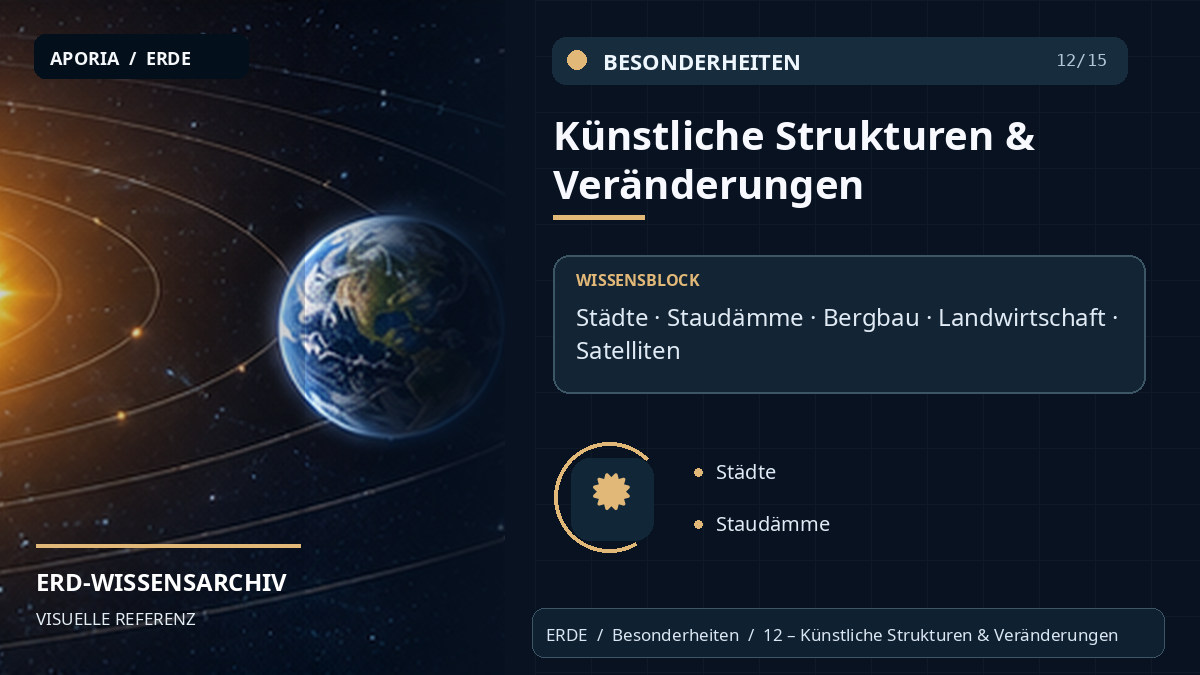 APORIA / ERDE
BESONDERHEITEN
12/15
Künstliche Strukturen &
Veränderungen
WISSENSBLOCK
Städte · Staudämme · Bergbau · Landwirtschaft ·
Satelliten
Städte
Staudämme
ERD-WISSENSARCHIV
VISUELLE REFERENZ
ERDE / Besonderheiten / 12 – Künstliche Strukturen & Veränderungen